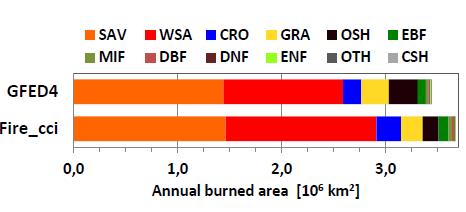 SAV WSA CRO GRA OSH EBF
MIF DBF DNF ENF OTH CSH
GFED4
Fire_cci
0,0 1,0 2,0 3,0
Annual burned area [10⁶ km²]